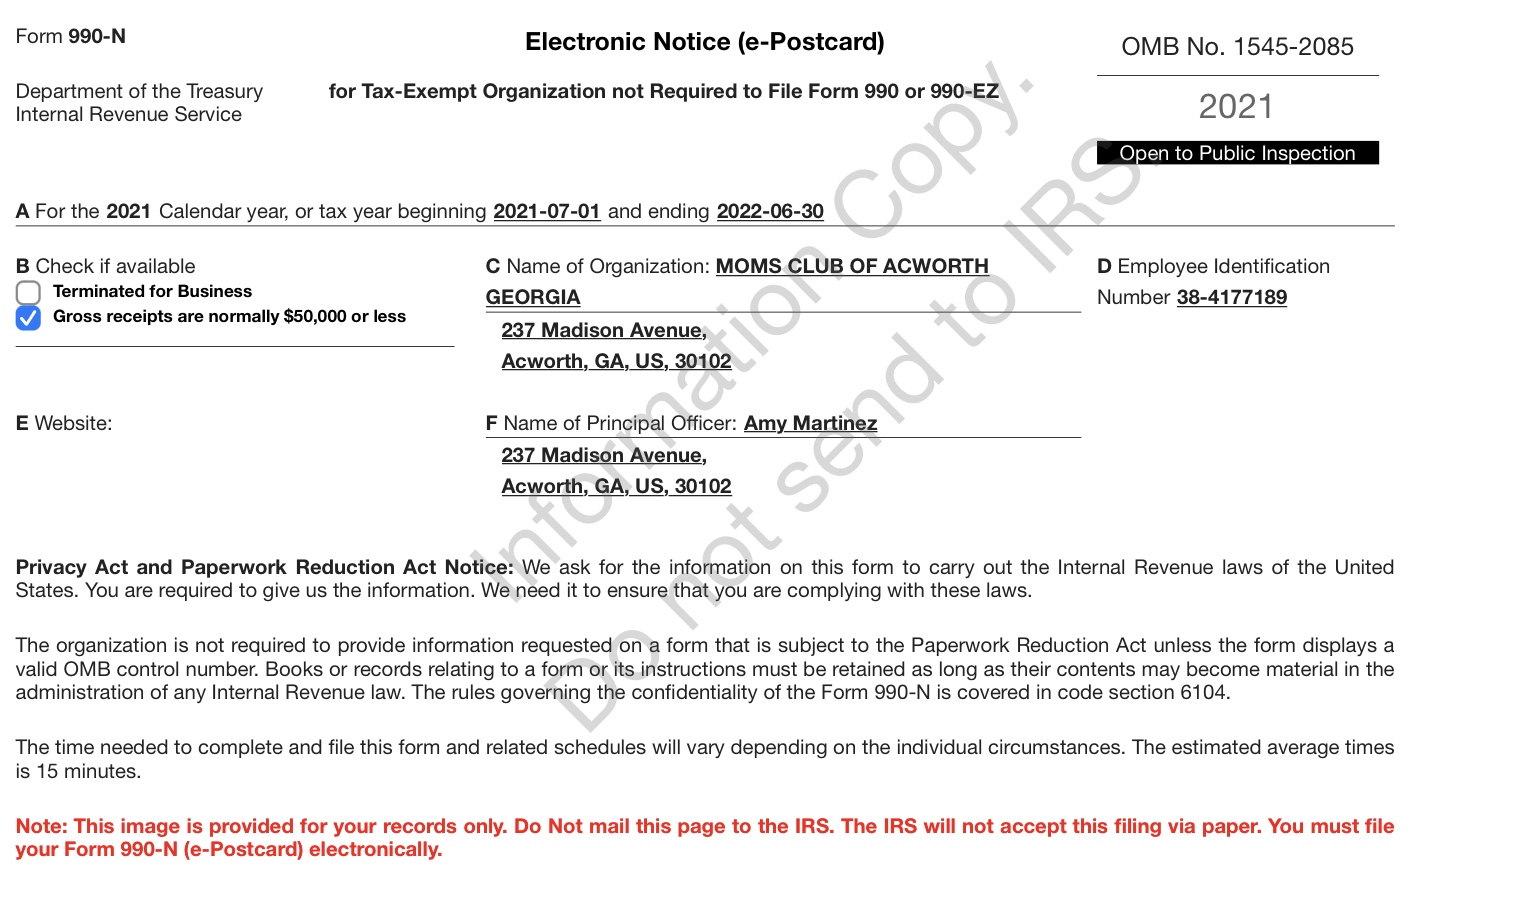 Form 990-N
Electronic Notice (e-Postcard)
OMB No. 1545-2085
Department of the Treasury
Internal Revenue Service
for Tax-Exempt Organization not Required to File Form 990 or 990-EZ
2021
Open to Public Inspection
A For the 2021 Calendar year, or tax year beginning 2021-07-01 and ending 2022-06-30
B Check if available
Terminated for Business
Gross receipts are normally $50,000 or less
C Name of Organization: MOMS CLUB OF ACWORTH
GEORGIA
237 Madison Avenue,
Acworth, GA, US, 30102
D Employee Identification
Number 38-4177189
E Website:
F Name of Principal Officer: Amy Martinez
237 Madison Avenue,
Acworth, GA, US, 30102
Privacy Act and Paperwork Reduction Act Notice: We ask for the information on this form to carry out the Internal Revenue laws of the United
States. You are required to give us the information. We need it to ensure that you are complying with these laws.
The organization is not required to provide information requested on a form that is subject to the Paperwork Reduction Act unless the form displays a
valid OMB control number. Books or records relating to a form or its instructions must be retained as long as their contents may become material in the
administration of any Internal Revenue law. The rules governing the confidentiality of the Form 990-N is covered in code section 6104.
The time needed to complete and file this form and related schedules will vary depending on the individual circumstances. The estimated average times
is 15 minutes.
Note: This image is provided for your records only. Do Not mail this page to the IRS. The IRS will not accept this filing via paper. You must file
your Form 990-N (e-Postcard) electronically.
Information Copy.
Do not send to IRS.